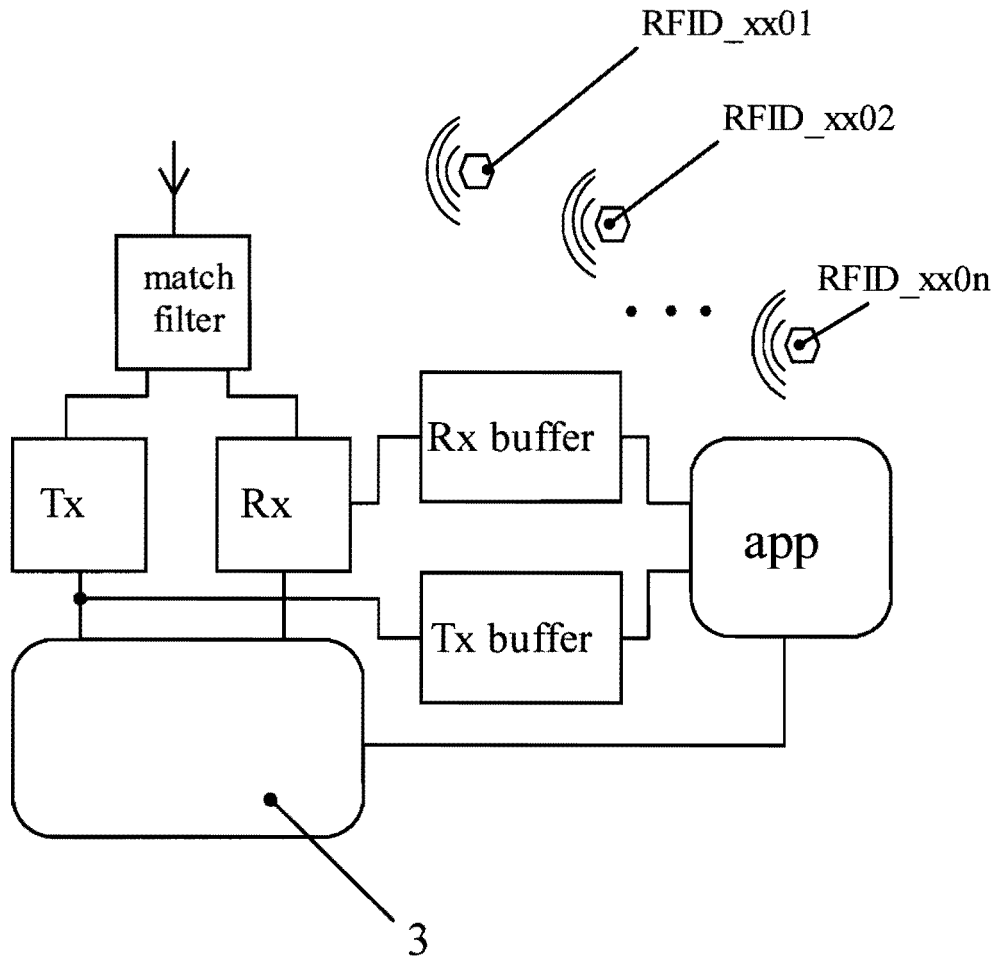 RFID_xx01
RFID_xx02
RFID_xx0n
match
filter
Tx
Rx
Rx buffer
Tx buffer
app
3